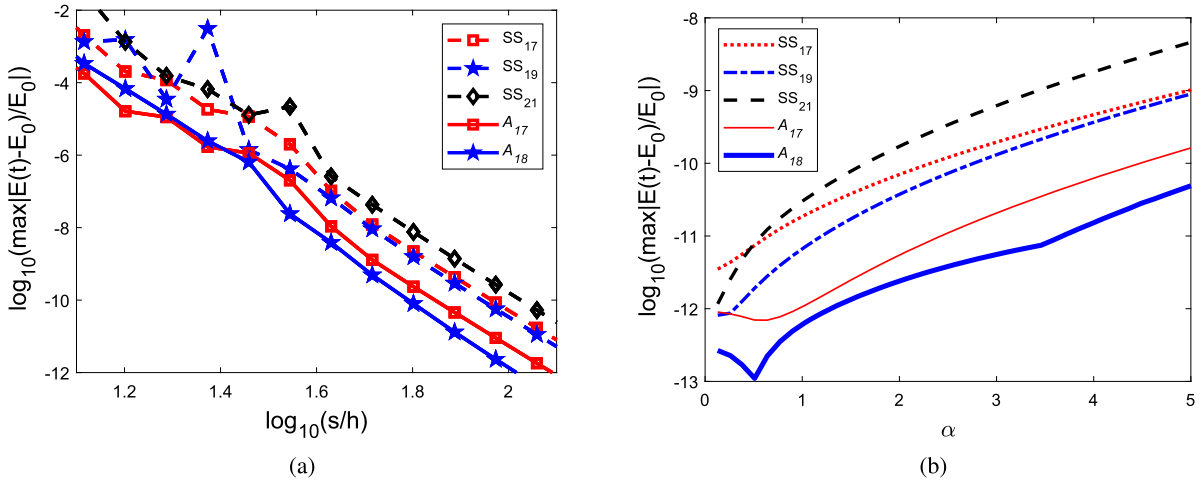 -2
-4
-6
-8
-10
-12
1.2 1.4 1.6 1.8 2
log10(s/h)
log10(max|E(t)-E0)/E0|)
SS17
SS19
SS21
A17
A18
(a)
-8
-9
-10
-11
-12
-13
0 1 2 3 4 5
α
log10(max|E(t)-E0)/E0|)
SS17
SS19
SS21
A17
A18
(b)